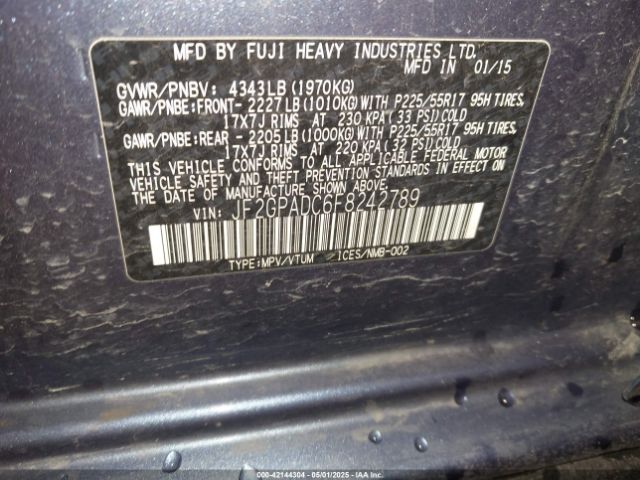 MFD BY FUJI HEAVY INDUSTRIES LTD.
MFD IN 01/15
GVWR/PNBV: 4343LB (1970KG)
GAWR/PNBE:FRONT- 2227LB (1010KG) WITH P225/55R17 95H TIRES,
17X7J RIMS AT 230 KPA (33 PSI) COLD
GAWR/PNBE:REAR - 2205LB (1000KG) WITH P225/55R17 95H TIRES,
17X7J RIMS AT 220 KPA (32 PSI) COLD
THIS VEHICLE CONFORMS TO ALL APPLICABLE FEDERAL MOTOR
VEHICLE SAFETY AND THEFT PREVENTION STANDARDS IN EFFECT ON
THE DATE OF MANUFACTURE SHOWN ABOVE.
VIN: JF2GPADC6F8242789
TYPE:MPV/VTUM ICES/NMB-002
000-42144304 - 05/01/2025 - IAAI.COM